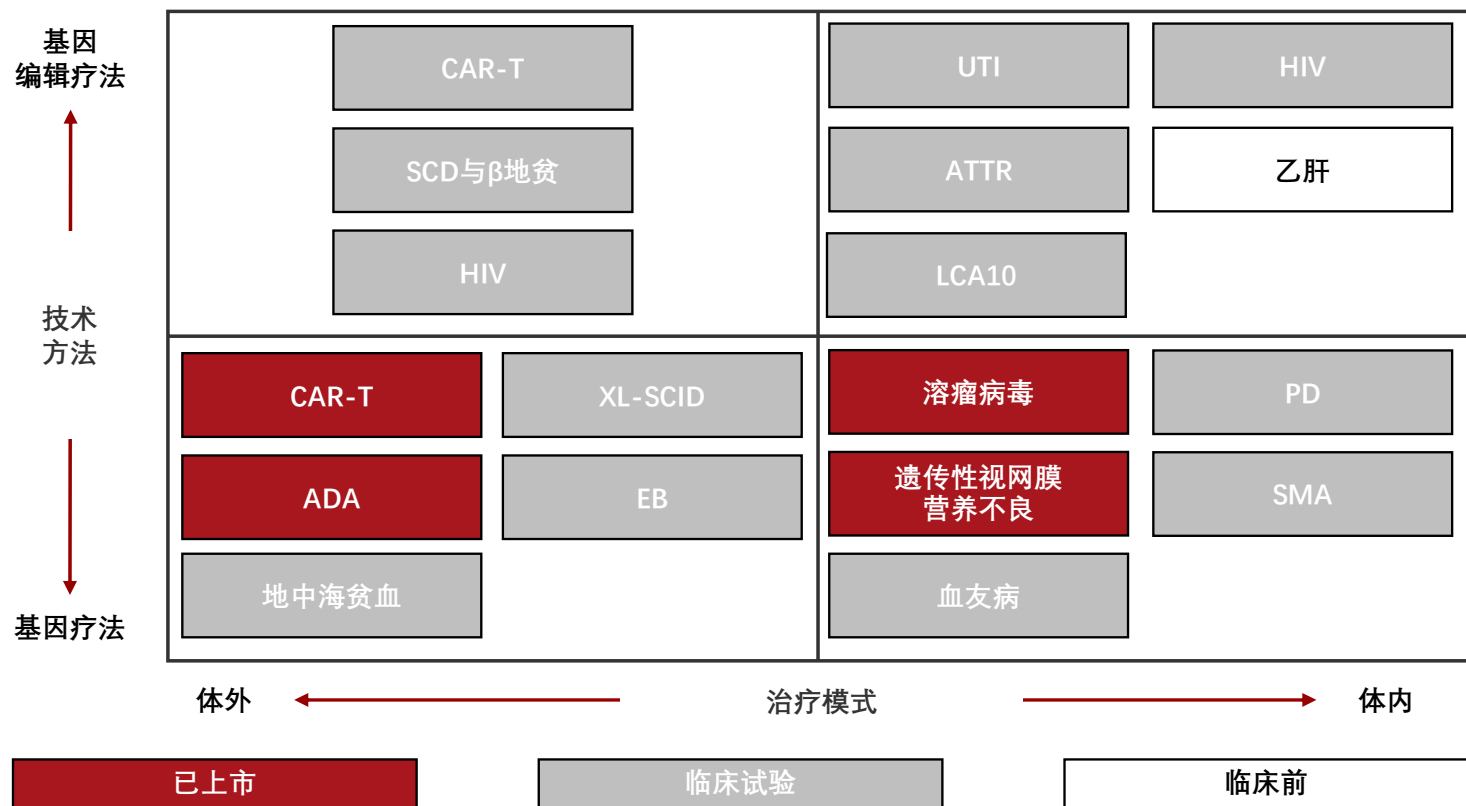 基因
编辑疗法
CAR-T
UTI
HIV
SCD与β地贫
ATTR
乙肝
HIV
LCA10
技术
方法
CAR-T
XL-SCID
溶瘤病毒
PD
ADA
EB
遗传性视网膜
营养不良
SMA
地中海贫血
血友病
基因疗法
体外
治疗模式
体内
已上市
临床试验
临床前